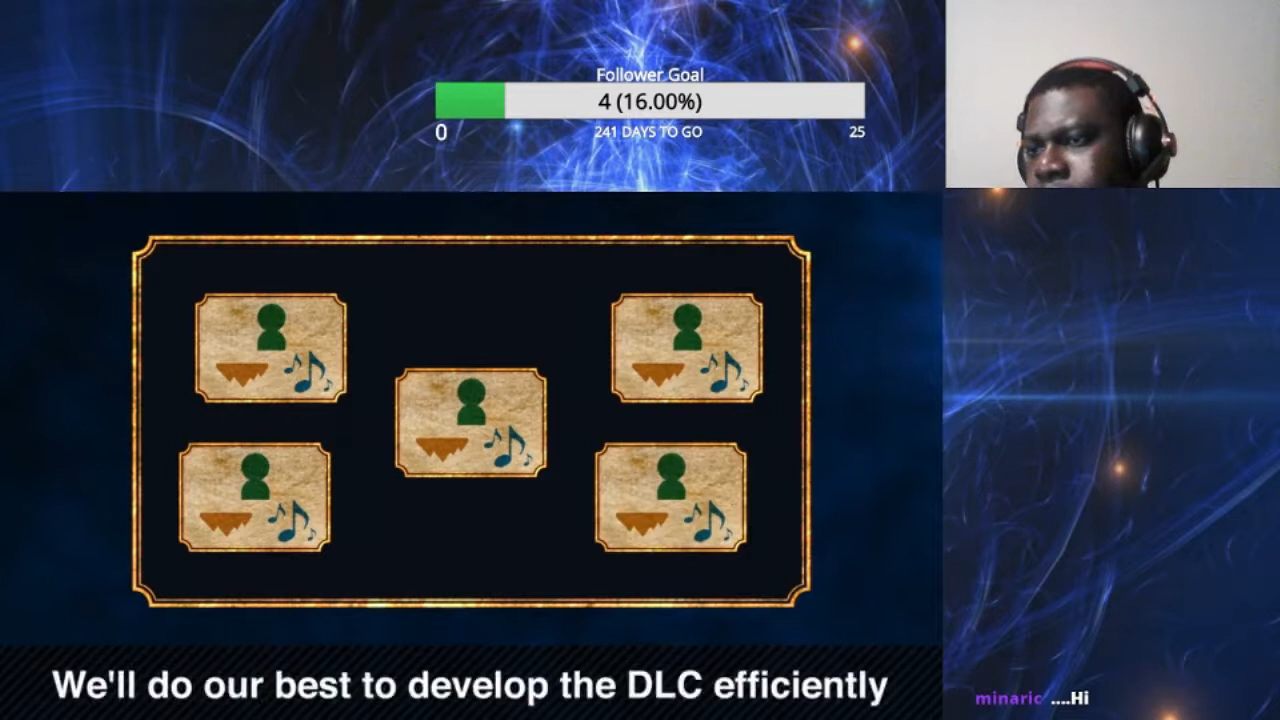 Follower Goal
4 (16.00%)
0
241 DAYS TO GO
25
We'll do our best to develop the DLC efficiently
minaric ....Hi